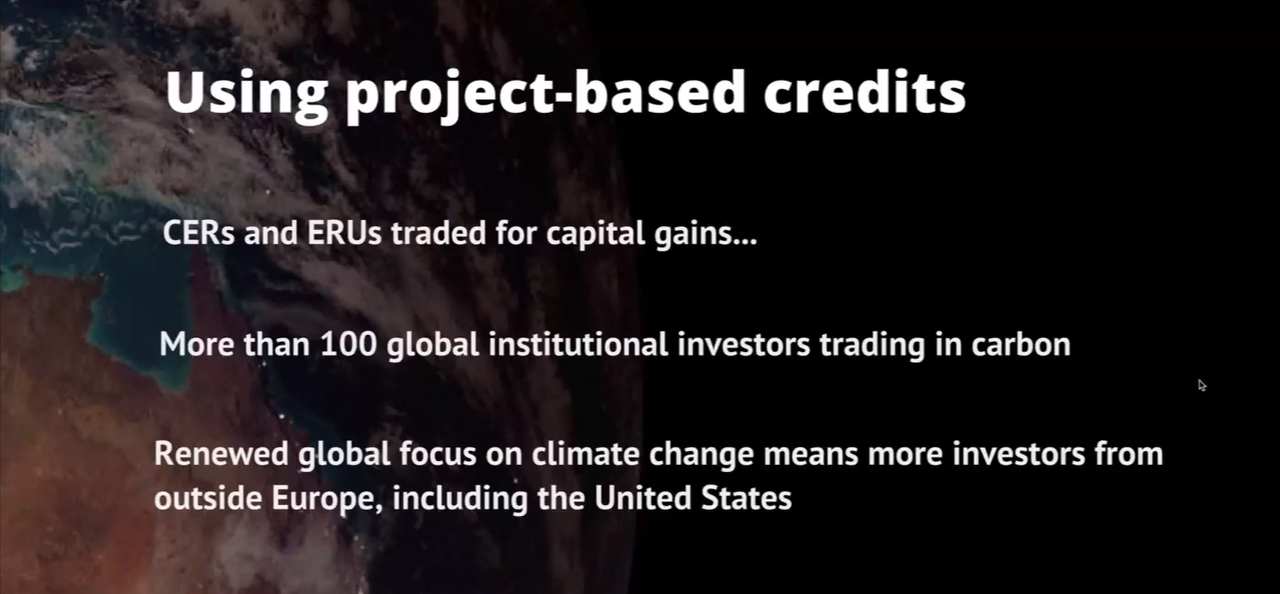 Using project-based credits
CERs and ERUs traded for capital gains...
More than 100 global institutional investors trading in carbon
Renewed global focus on climate change means more investors from
outside Europe, including the United States